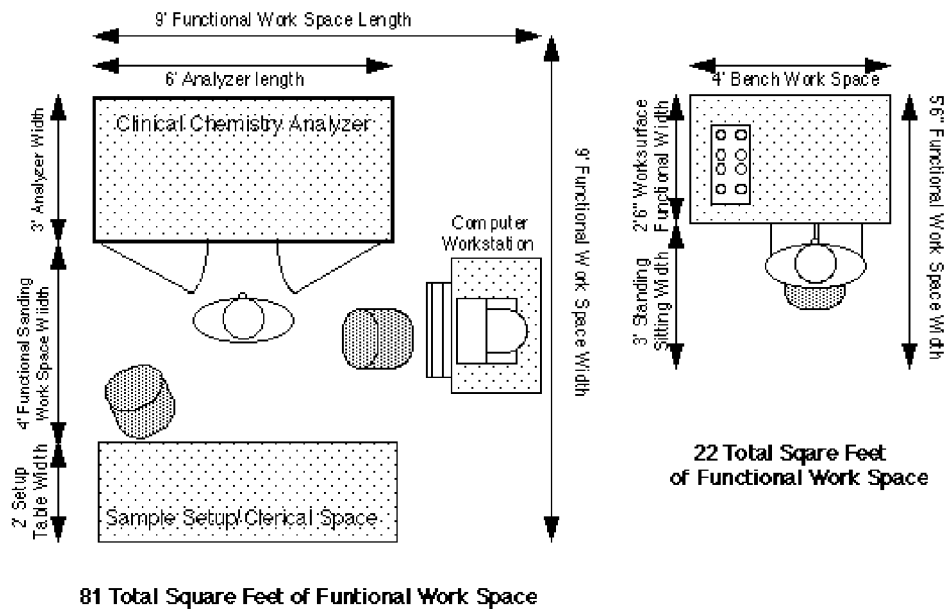 9' Functional Work Space Length
6' Analyzer length
Clinical Chemistry Analyzer
3' Analyzer Width
4' Functional Sanding
Work Space Wiidth
2' Setup
Table Width
Computer
Workstation
9' Functional Work Space Width
Sample Setup/Clerical Space
81 Total Square Feet of Funtional Work Space
4' Bench Work Space
2'6" Worksurface
Functional Width
3' Standing
Sitting Width
5'6" Functional Work Space Width
22 Total Sqare Feet
of Functional Work Space